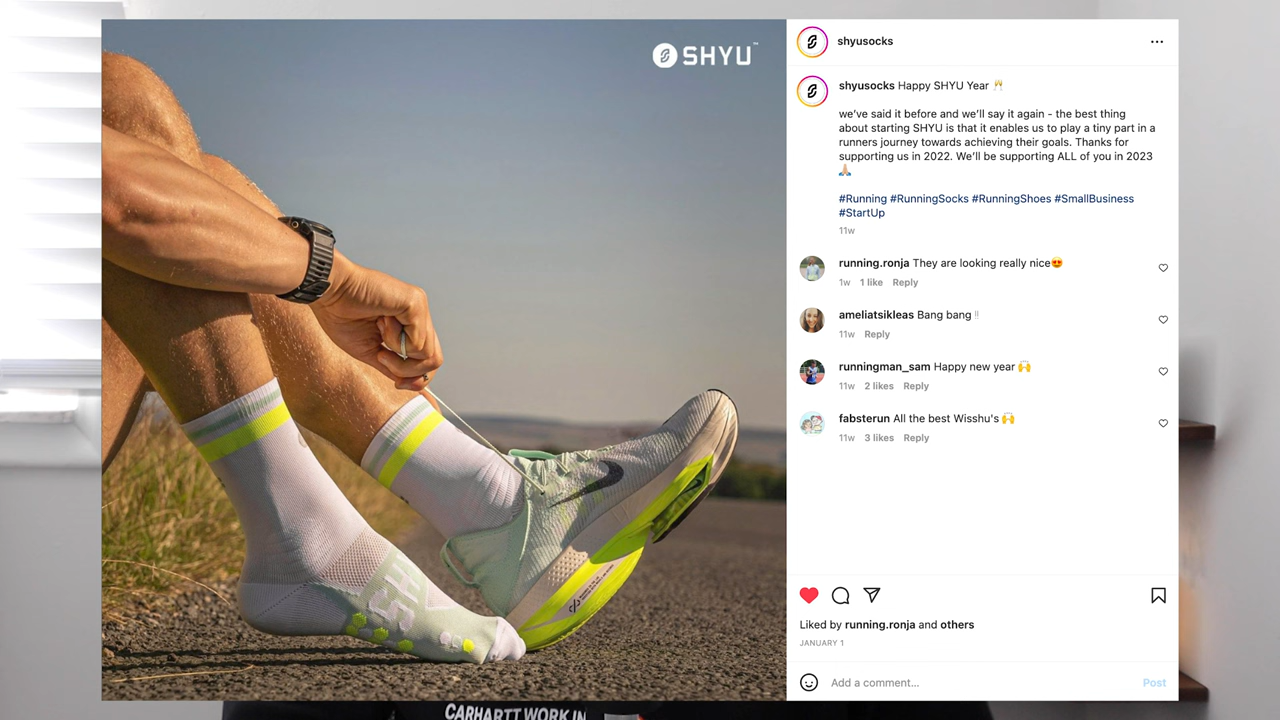 SHYU™
shyusocks
shyusocks Happy SHYU Year 🥂
we've said it before and we'll say it again - the best thing
about starting SHYU is that it enables us to play a tiny part in a
runners journey towards achieving their goals. Thanks for
supporting us in 2022. We'll be supporting ALL of you in 2023
🙏🏼
#Running #RunningSocks #RunningShoes #SmallBusiness
#StartUp
11w
running.ronja They are looking really nice😍
1w 1 like Reply
ameliatsikleas Bang bang ‼️
11w Reply
runningman_sam Happy new year 🙌
11w 2 likes Reply
fabsterun All the best Wisshu's 🙌
11w 3 likes Reply
Liked by running.ronja and others
JANUARY 1
Add a comment...
Post
CARHARTT WORK IN